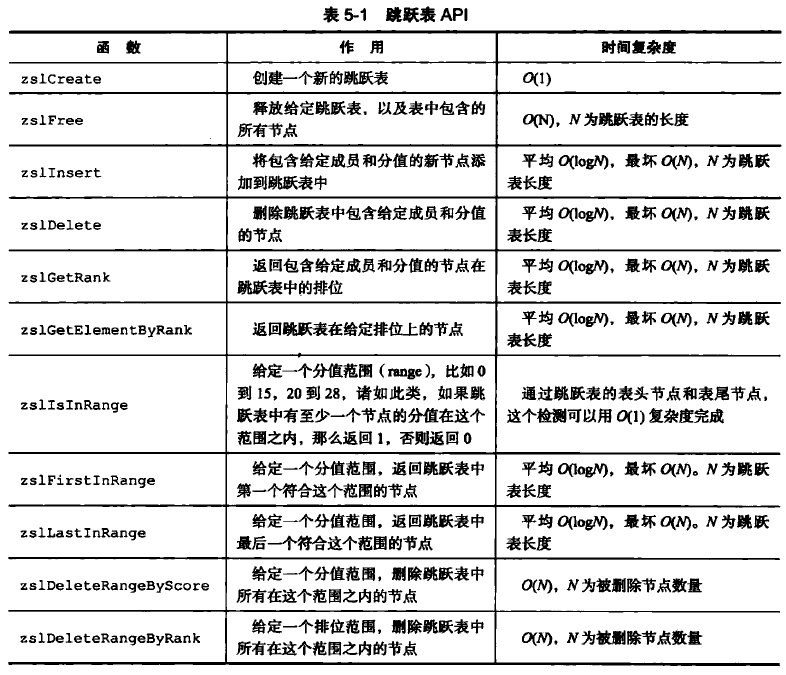 表 5-1 跳跃表 API
函 数 作 用 时间复杂度
zslCreate 创建一个新的跳跃表 O(1)
zslFree 释放给定跳跃表，以及表中包含的
所有节点 O(N)，N 为跳跃表的长度
zslInsert 将包含给定成员和分值的新节点添
加到跳跃表中 平均 O(logN)，最坏 O(N)，N 为跳跃
表长度
zslDelete 删除跳跃表中包含给定成员和分值
的节点 平均 O(logN)，最坏 O(N)，N 为跳跃
表长度
zslGetRank 返回包含给定成员和分值的节点在
跳跃表中的排位 平均 O(logN)，最坏 O(N)，N 为跳跃
表长度
zslGetElementByRank 返回跳跃表在给定排位上的节点 平均 O(logN)，最坏 O(N)，N 为跳跃
表长度
zslIsInRange 给定一个分值范围（range），比如 0
到 15，20 到 28，诸如此类，如果跳
跃表中有至少一个节点的分值在这个
范围之内，那么返回 1，否则返回 0 通过跳跃表的表头节点和表尾节点，
这个检测可以用 O(1) 复杂度完成
zslFirstInRange 给定一个分值范围，返回跳跃表中
第一个符合这个范围的节点 平均 O(logN)，最坏 O(N)。N 为跳跃
表长度
zslLastInRange 给定一个分值范围，返回跳跃表中
最后一个符合这个范围的节点 平均 O(logN)，最坏 O(N)。N 为跳跃
表长度
zslDeleteRangeByScore 给定一个分值范围，删除跳跃表中
所有在这个范围之内的节点 O(N)，N 为被删除节点数量
zslDeleteRangeByRank 给定一个排位范围，删除跳跃表中
所有在这个范围之内的节点 O(N)，N 为被删除节点数量